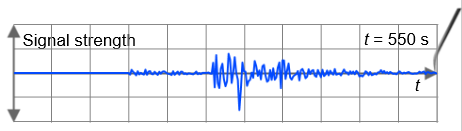 Signal strength
t = 550 s
t